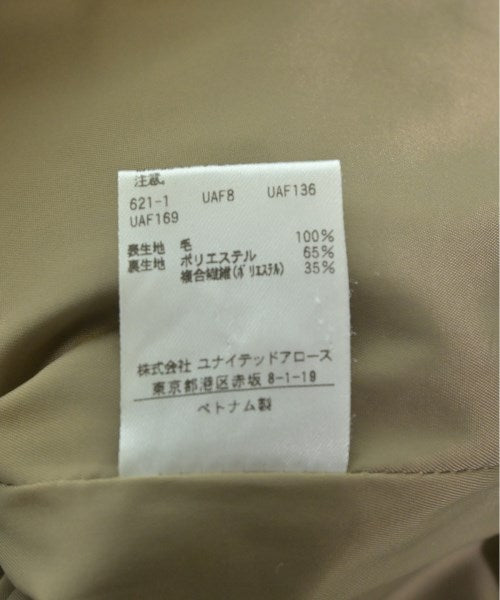 注意。
621-1 UAF8 UAF136
UAF169
表生地 毛 100%
裏生地 ポリエステル 65%
複合繊維(ポリエステル) 35%
株式会社 ユナイテッドアローズ
東京都港区赤坂 8-1-19
ベトナム製